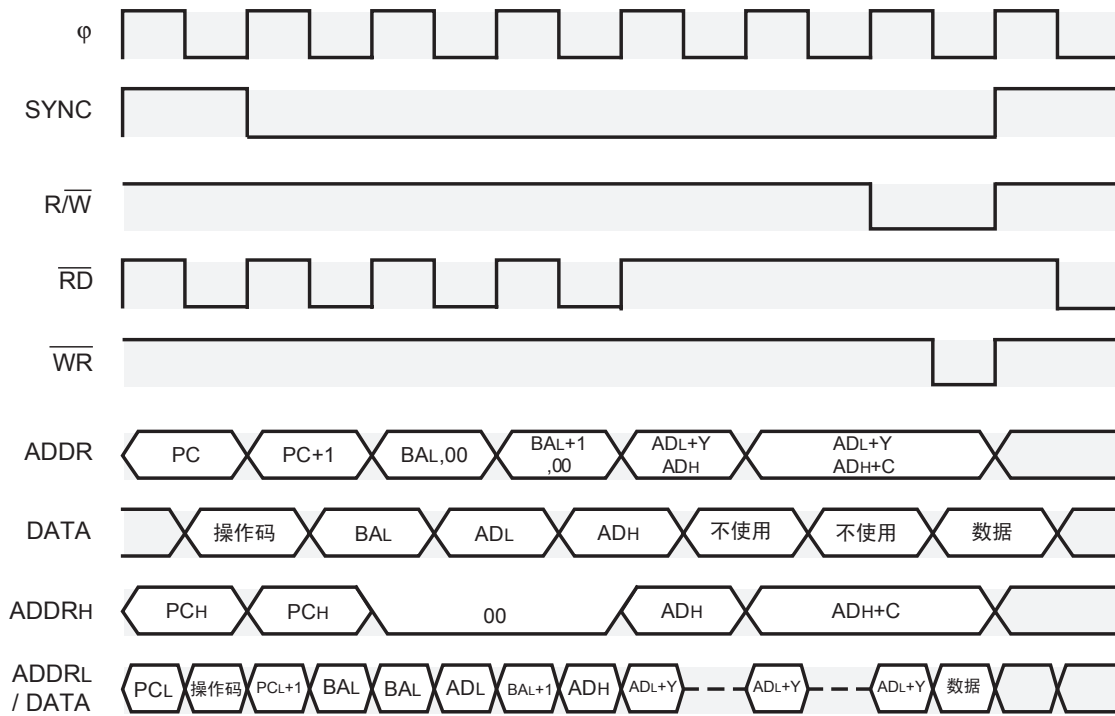 φ
SYNC
R/W
RD
WR
ADDR PC PC+1 BAL,00 BAL+1 ,00 ADL+Y ADH ADL+Y ADH+C
DATA 操作码 BAL ADL ADH 不使用 不使用 数据
ADDRH PCH PCH 00 ADH ADH+C
ADDRL / DATA PCL 操作码 PCL+1 BAL BAL ADL BAL+1 ADH ADL+Y ADL+Y ADL+Y 数据